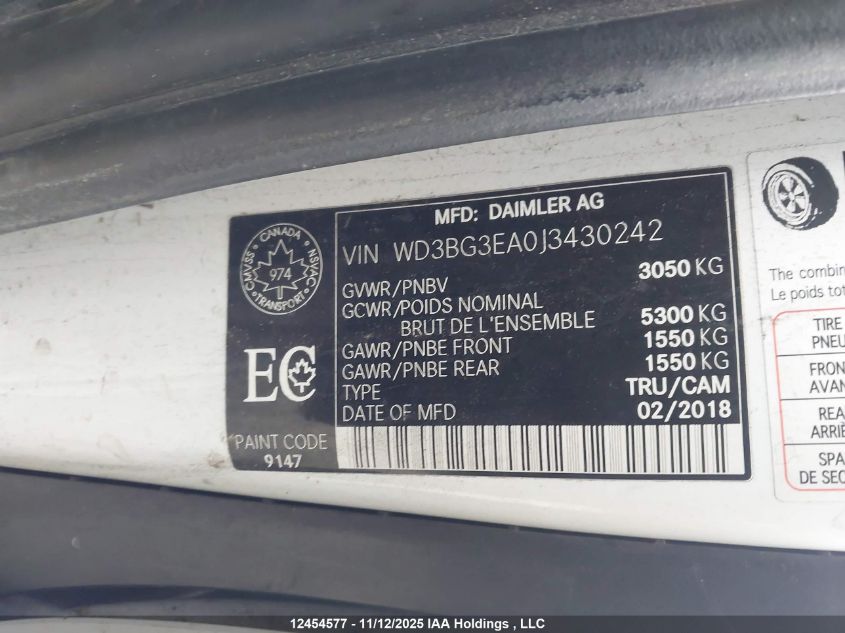 MFD: DAIMLER AG
VIN WD3BG3EA0J3430242
GVWR/PNBV 3050 KG
GCWR/POIDS NOMINAL
BRUT DE L'ENSEMBLE 5300 KG
GAWR/PNBE FRONT 1550 KG
GAWR/PNBE REAR 1550 KG
TYPE TRU/CAM
DATE OF MFD 02/2018
CANADA
CMVSS 974 NSVAC
TRANSPORT
EC
PAINT CODE
9147
The combin
Le poids tot
TIRE
PNEU
FRON
AVAN
REA
ARRIÈ
SPA
DE SEC
12454577 - 11/12/2025 IAA Holdings , LLC